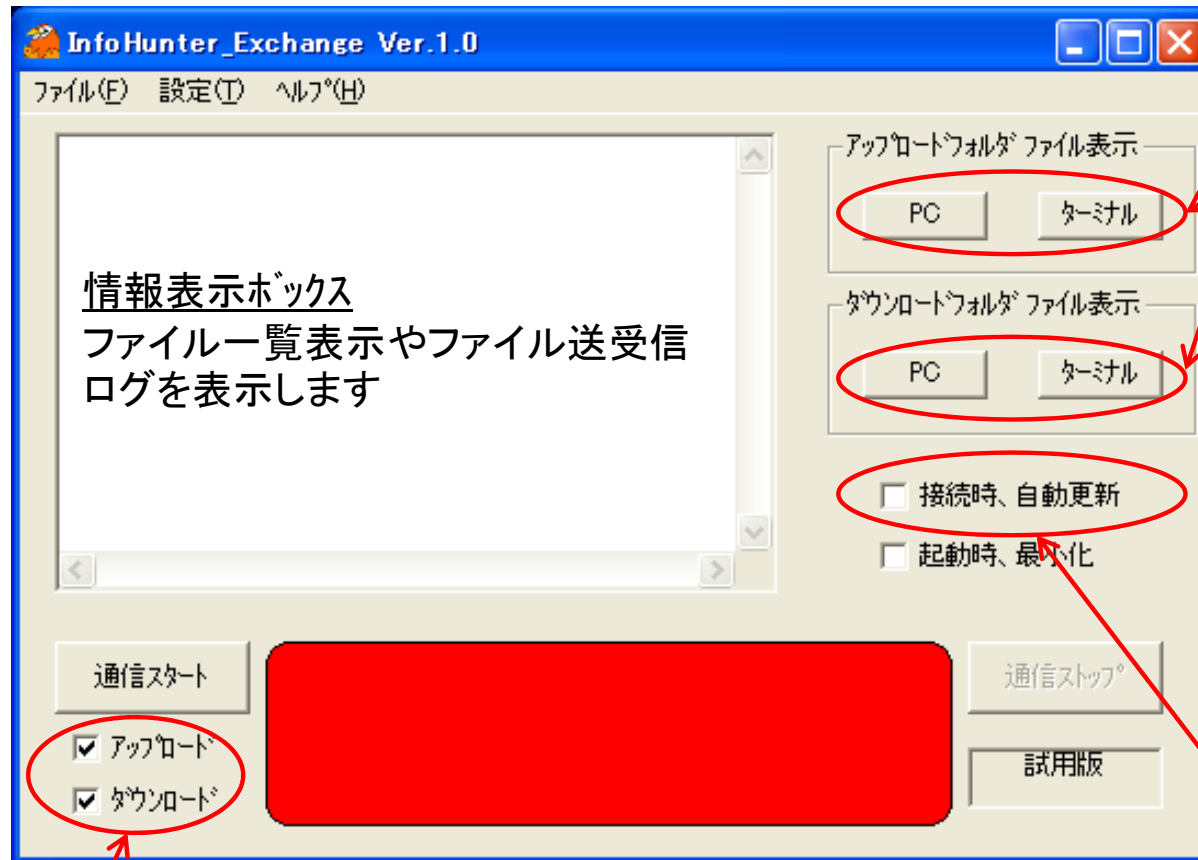 InfoHunter_Exchange Ver.1.0
ﾌｧｲﾙ(F) 設定(T) ﾍﾙﾌﾟ(H)
情報表示ﾎﾞｯｸｽ
ファイル一覧表示やファイル送受信
ログを表示します
ｱｯﾌﾟﾛｰﾄﾞﾌｫﾙﾀﾞ ﾌｧｲﾙ表示
PC ﾀｰﾐﾅﾙ
ﾀﾞｳﾝﾛｰﾄﾞﾌｫﾙﾀﾞ ﾌｧｲﾙ表示
PC ﾀｰﾐﾅﾙ
接続時、自動更新
起動時、最小化
通信ｽﾀｰﾄ
ｱｯﾌﾟﾛｰﾄﾞ
ﾀﾞｳﾝﾛｰﾄﾞ
通信ｽﾄｯﾌﾟ
試用版